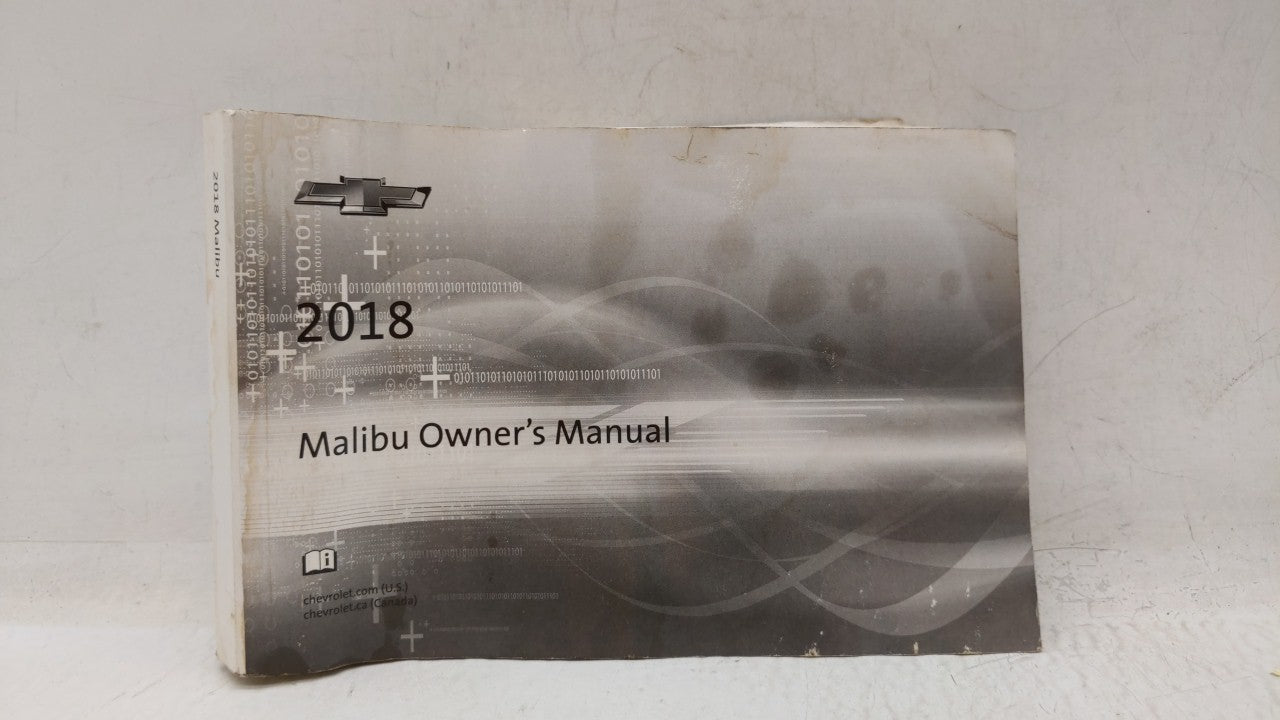 2018 Malibu
2018
Malibu Owner's Manual
chevrolet.com (U.S.)
chevrolet.ca (Canada)